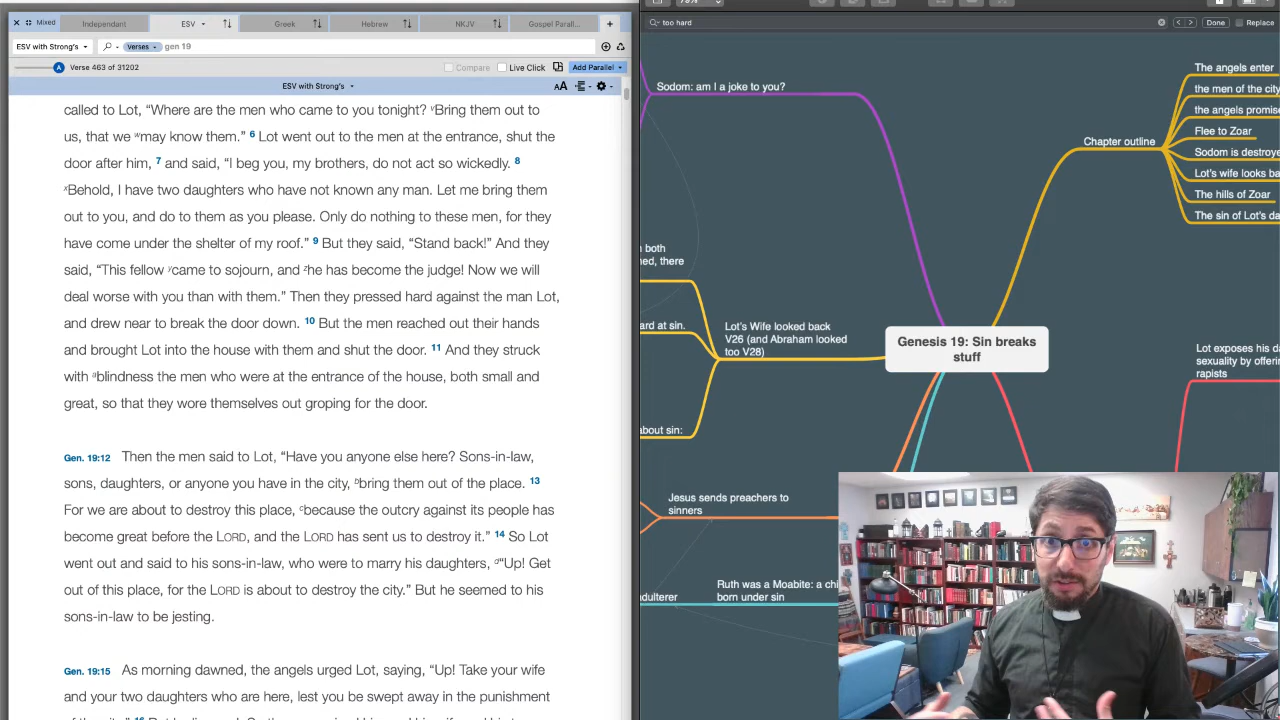 Mixed
Independent
ESV
Greek
Hebrew
NKJV
Gospel Parall...
ESV with Strong's
Verses
gen 19
Verse 463 of 31202
Compare
Live Click
Add Parallel
ESV with Strong's
AA
called to Lot, “Where are the men who came to you tonight? vBring them out to
us, that we wmay know them.” 6 Lot went out to the men at the entrance, shut the
door after him, 7 and said, “I beg you, my brothers, do not act so wickedly. 8
xBehold, I have two daughters who have not known any man. Let me bring them
out to you, and do to them as you please. Only do nothing to these men, for they
have come under the shelter of my roof.” 9 But they said, “Stand back!” And they
said, “This fellow ycame to sojourn, and zhe has become the judge! Now we will
deal worse with you than with them.” Then they pressed hard against the man Lot,
and drew near to break the door down. 10 But the men reached out their hands
and brought Lot into the house with them and shut the door. 11 And they struck
with ablindness the men who were at the entrance of the house, both small and
great, so that they wore themselves out groping for the door.
Gen. 19:12 Then the men said to Lot, “Have you anyone else here? Sons-in-law,
sons, daughters, or anyone you have in the city, bbring them out of the place. 13
For we are about to destroy this place, cbecause the outcry against its people has
become great before the LORD, and the LORD has sent us to destroy it.” 14 So Lot
went out and said to his sons-in-law, who were to marry his daughters, d“Up! Get
out of this place, for the LORD is about to destroy the city.” But he seemed to his
sons-in-law to be jesting.
Gen. 19:15 As morning dawned, the angels urged Lot, saying, “Up! Take your wife
and your two daughters who are here, lest you be swept away in the punishment
too hard
Done
Replace
Sodom: am I a joke to you?
The angels enter
the men of the city
the angels promise
Chapter outline
Flee to Zoar
Sodom is destroye
Lot's wife looks ba
The hills of Zoar
The sin of Lot's da
n both
ned, there
ard at sin.
about sin:
Lot's Wife looked back
V26 (and Abraham looked
too V28)
Genesis 19: Sin breaks
stuff
Lot exposes his da
sexuality by offerin
rapists
Jesus sends preachers to
sinners
adulterer
Ruth was a Moabite: a chi
born under sin